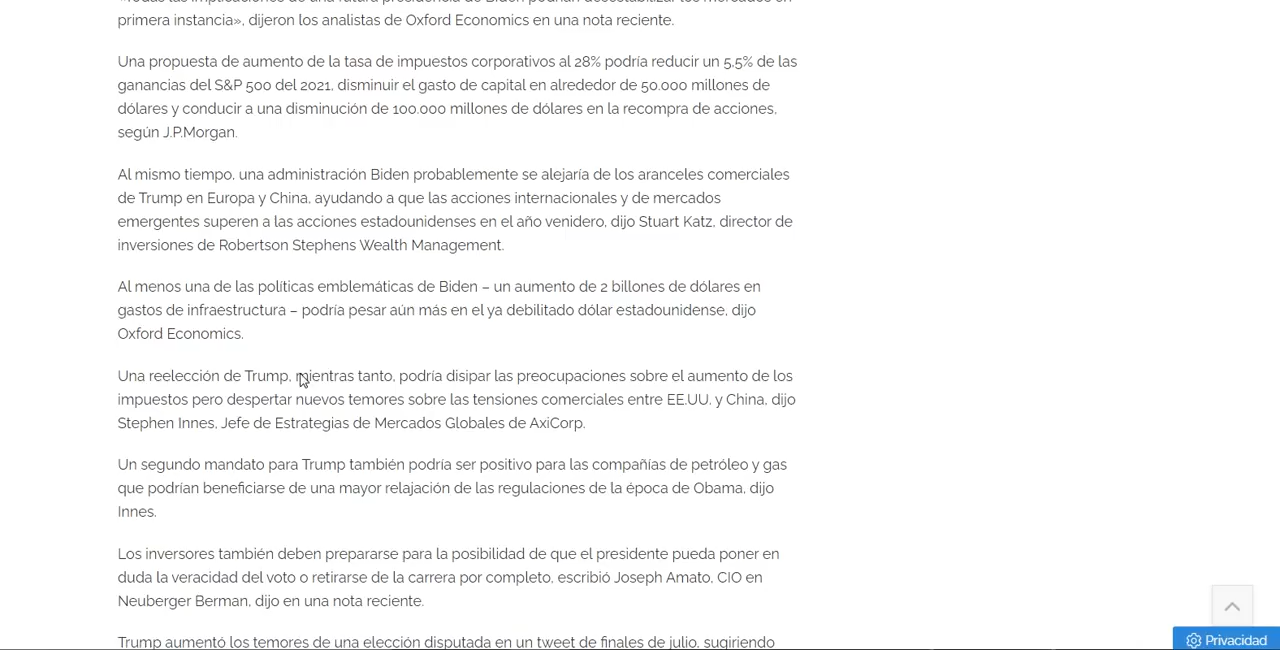 «Todas las implicaciones de una futura presidencia de Biden podrían desestabilizar los mercados en
primera instancia», dijeron los analistas de Oxford Economics en una nota reciente.
Una propuesta de aumento de la tasa de impuestos corporativos al 28% podría reducir un 5,5% de las
ganancias del S&P 500 del 2021, disminuir el gasto de capital en alrededor de 50.000 millones de
dólares y conducir a una disminución de 100.000 millones de dólares en la recompra de acciones,
según J.P.Morgan.
Al mismo tiempo, una administración Biden probablemente se alejaría de los aranceles comerciales
de Trump en Europa y China, ayudando a que las acciones internacionales y de mercados
emergentes superen a las acciones estadounidenses en el año venidero, dijo Stuart Katz, director de
inversiones de Robertson Stephens Wealth Management.
Al menos una de las políticas emblemáticas de Biden – un aumento de 2 billones de dólares en
gastos de infraestructura – podría pesar aún más en el ya debilitado dólar estadounidense, dijo
Oxford Economics.
Una reelección de Trump, mientras tanto, podría disipar las preocupaciones sobre el aumento de los
impuestos pero despertar nuevos temores sobre las tensiones comerciales entre EE.UU. y China, dijo
Stephen Innes, Jefe de Estrategias de Mercados Globales de AxiCorp.
Un segundo mandato para Trump también podría ser positivo para las compañías de petróleo y gas
que podrían beneficiarse de una mayor relajación de las regulaciones de la época de Obama, dijo
Innes.
Los inversores también deben prepararse para la posibilidad de que el presidente pueda poner en
duda la veracidad del voto o retirarse de la carrera por completo, escribió Joseph Amato, CIO en
Neuberger Berman, dijo en una nota reciente.
Trump aumentó los temores de una elección disputada en un tweet de finales de julio, sugiriendo
Privacidad